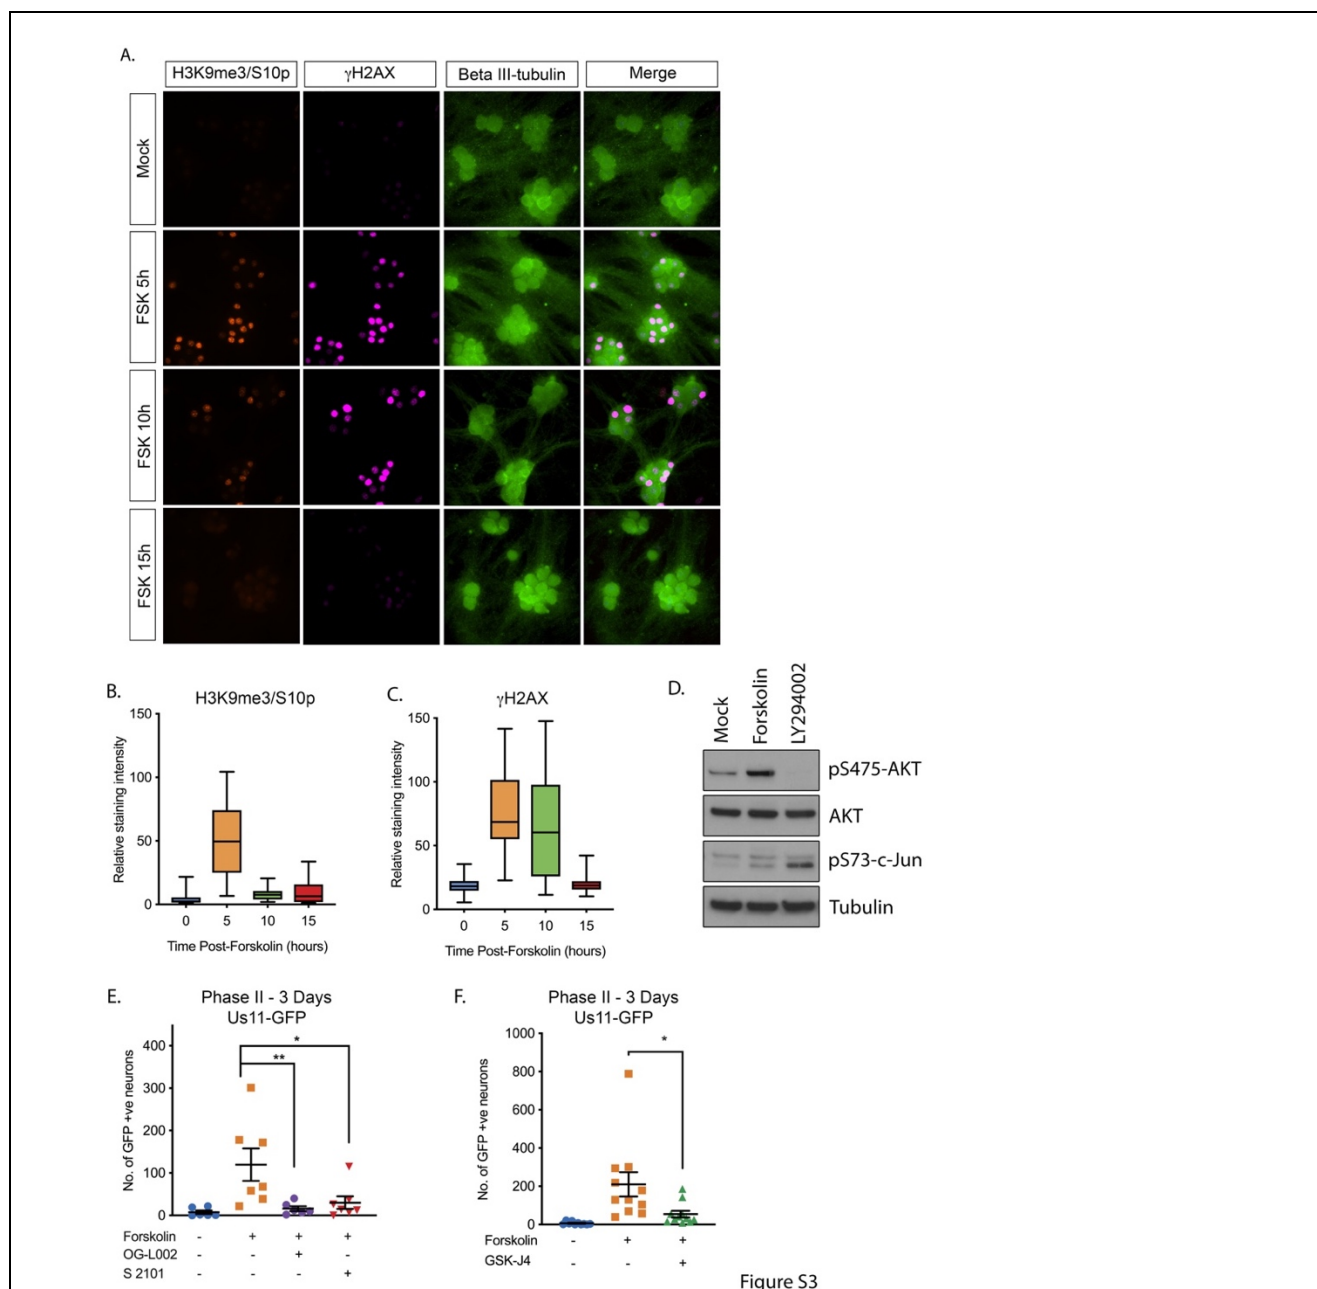 A.
H3K9me3/S10p
γH2AX
Beta III-tubulin
Merge
Mock
FSK 5h
FSK 10h
FSK 15h
B.
H3K9me3/S10p
Relative staining intensity
150
100
50
0
0 5 10 15
Time Post-Forskolin (hours)
C.
γH2AX
Relative staining intensity
150
100
50
0
0 5 10 15
Time Post-Forskolin (hours)
D.
Mock
Forskolin
LY294002
pS475-AKT
AKT
pS73-c-Jun
Tubulin
E.
Phase II - 3 Days
Us11-GFP
No. of GFP +ve neurons
400
300
200
100
0
*
**
Forskolin - + + +
OG-L002 - - +
S 2101 - - +
F.
Phase II - 3 Days
Us11-GFP
No. of GFP +ve neurons
1000
800
600
400
200
0
*
Forskolin - + +
GSK-J4 - - +
Figure S3